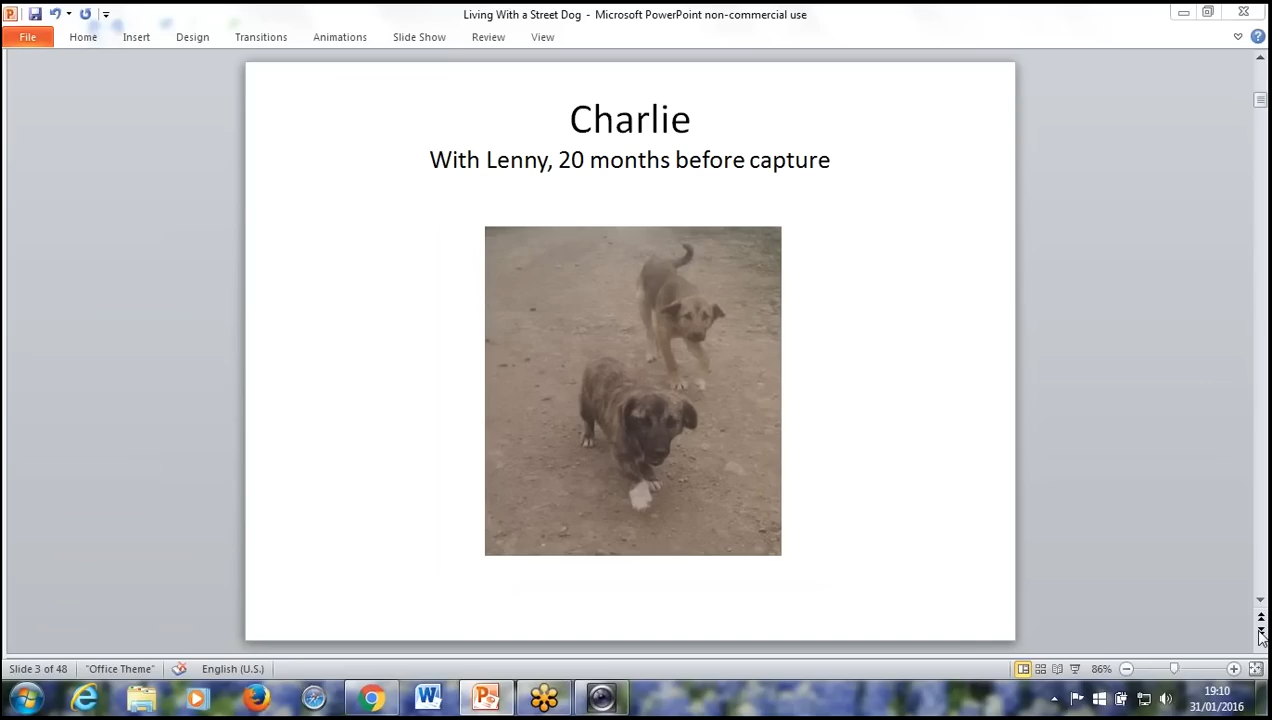 Living With a Street Dog - Microsoft PowerPoint non-commercial use
File Home Insert Design Transitions Animations Slide Show Review View
Charlie
With Lenny, 20 months before capture
Slide 3 of 48 "Office Theme" English (U.S.) 86%
19:10
31/01/2016